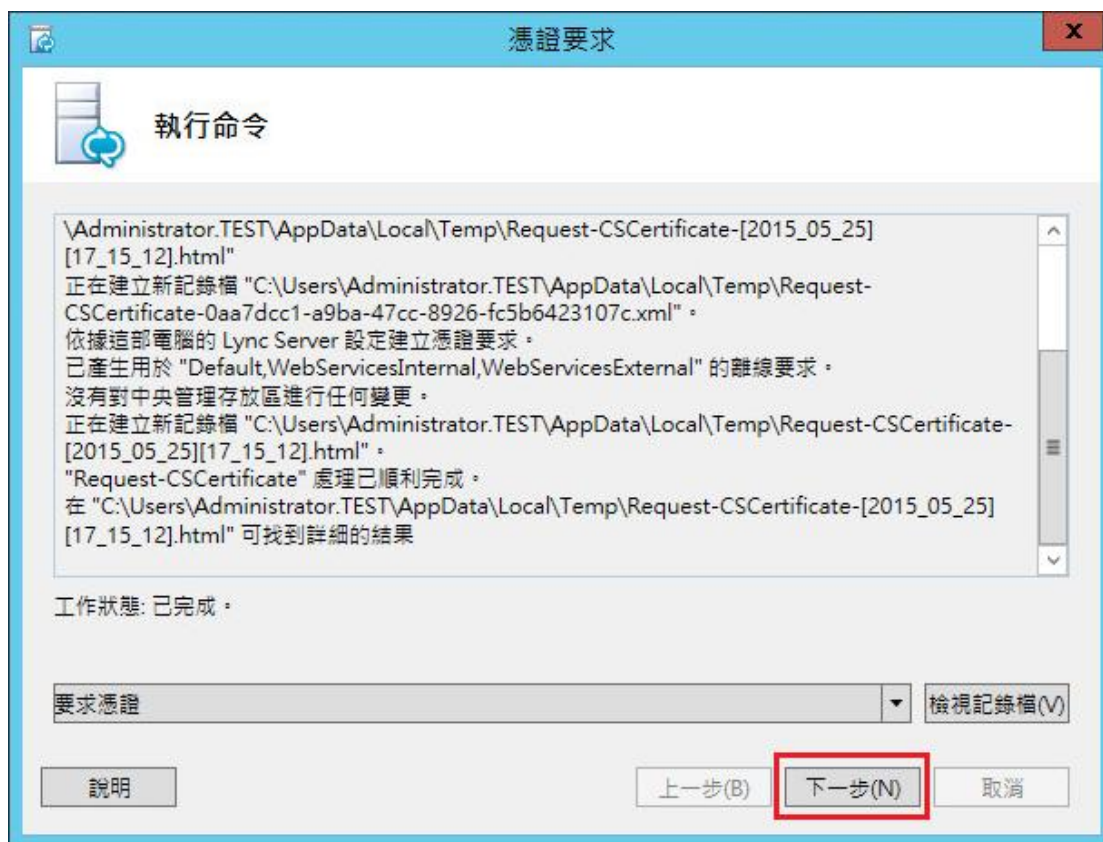 憑證要求
執行命令
\Administrator.TEST\AppData\Local\Temp\Request-CSCertificate-[2015_05_25]
[17_15_12].html"
正在建立新記錄檔 "C:\Users\Administrator.TEST\AppData\Local\Temp\Request-
CSCertificate-0aa7dcc1-a9ba-47cc-8926-fc5b6423107c.xml"。
依據這部電腦的 Lync Server 設定建立憑證要求。
已產生用於 "Default,WebServicesInternal,WebServicesExternal" 的離線要求。
沒有對中央管理存放區進行任何變更。
正在建立新記錄檔 "C:\Users\Administrator.TEST\AppData\Local\Temp\Request-CSCertificate-
[2015_05_25][17_15_12].html"。
"Request-CSCertificate" 處理已順利完成。
在 "C:\Users\Administrator.TEST\AppData\Local\Temp\Request-CSCertificate-[2015_05_25]
[17_15_12].html" 可找到詳細的結果
工作狀態: 已完成。
要求憑證
檢視記錄檔(V)
說明
上一步(B)
下一步(N)
取消